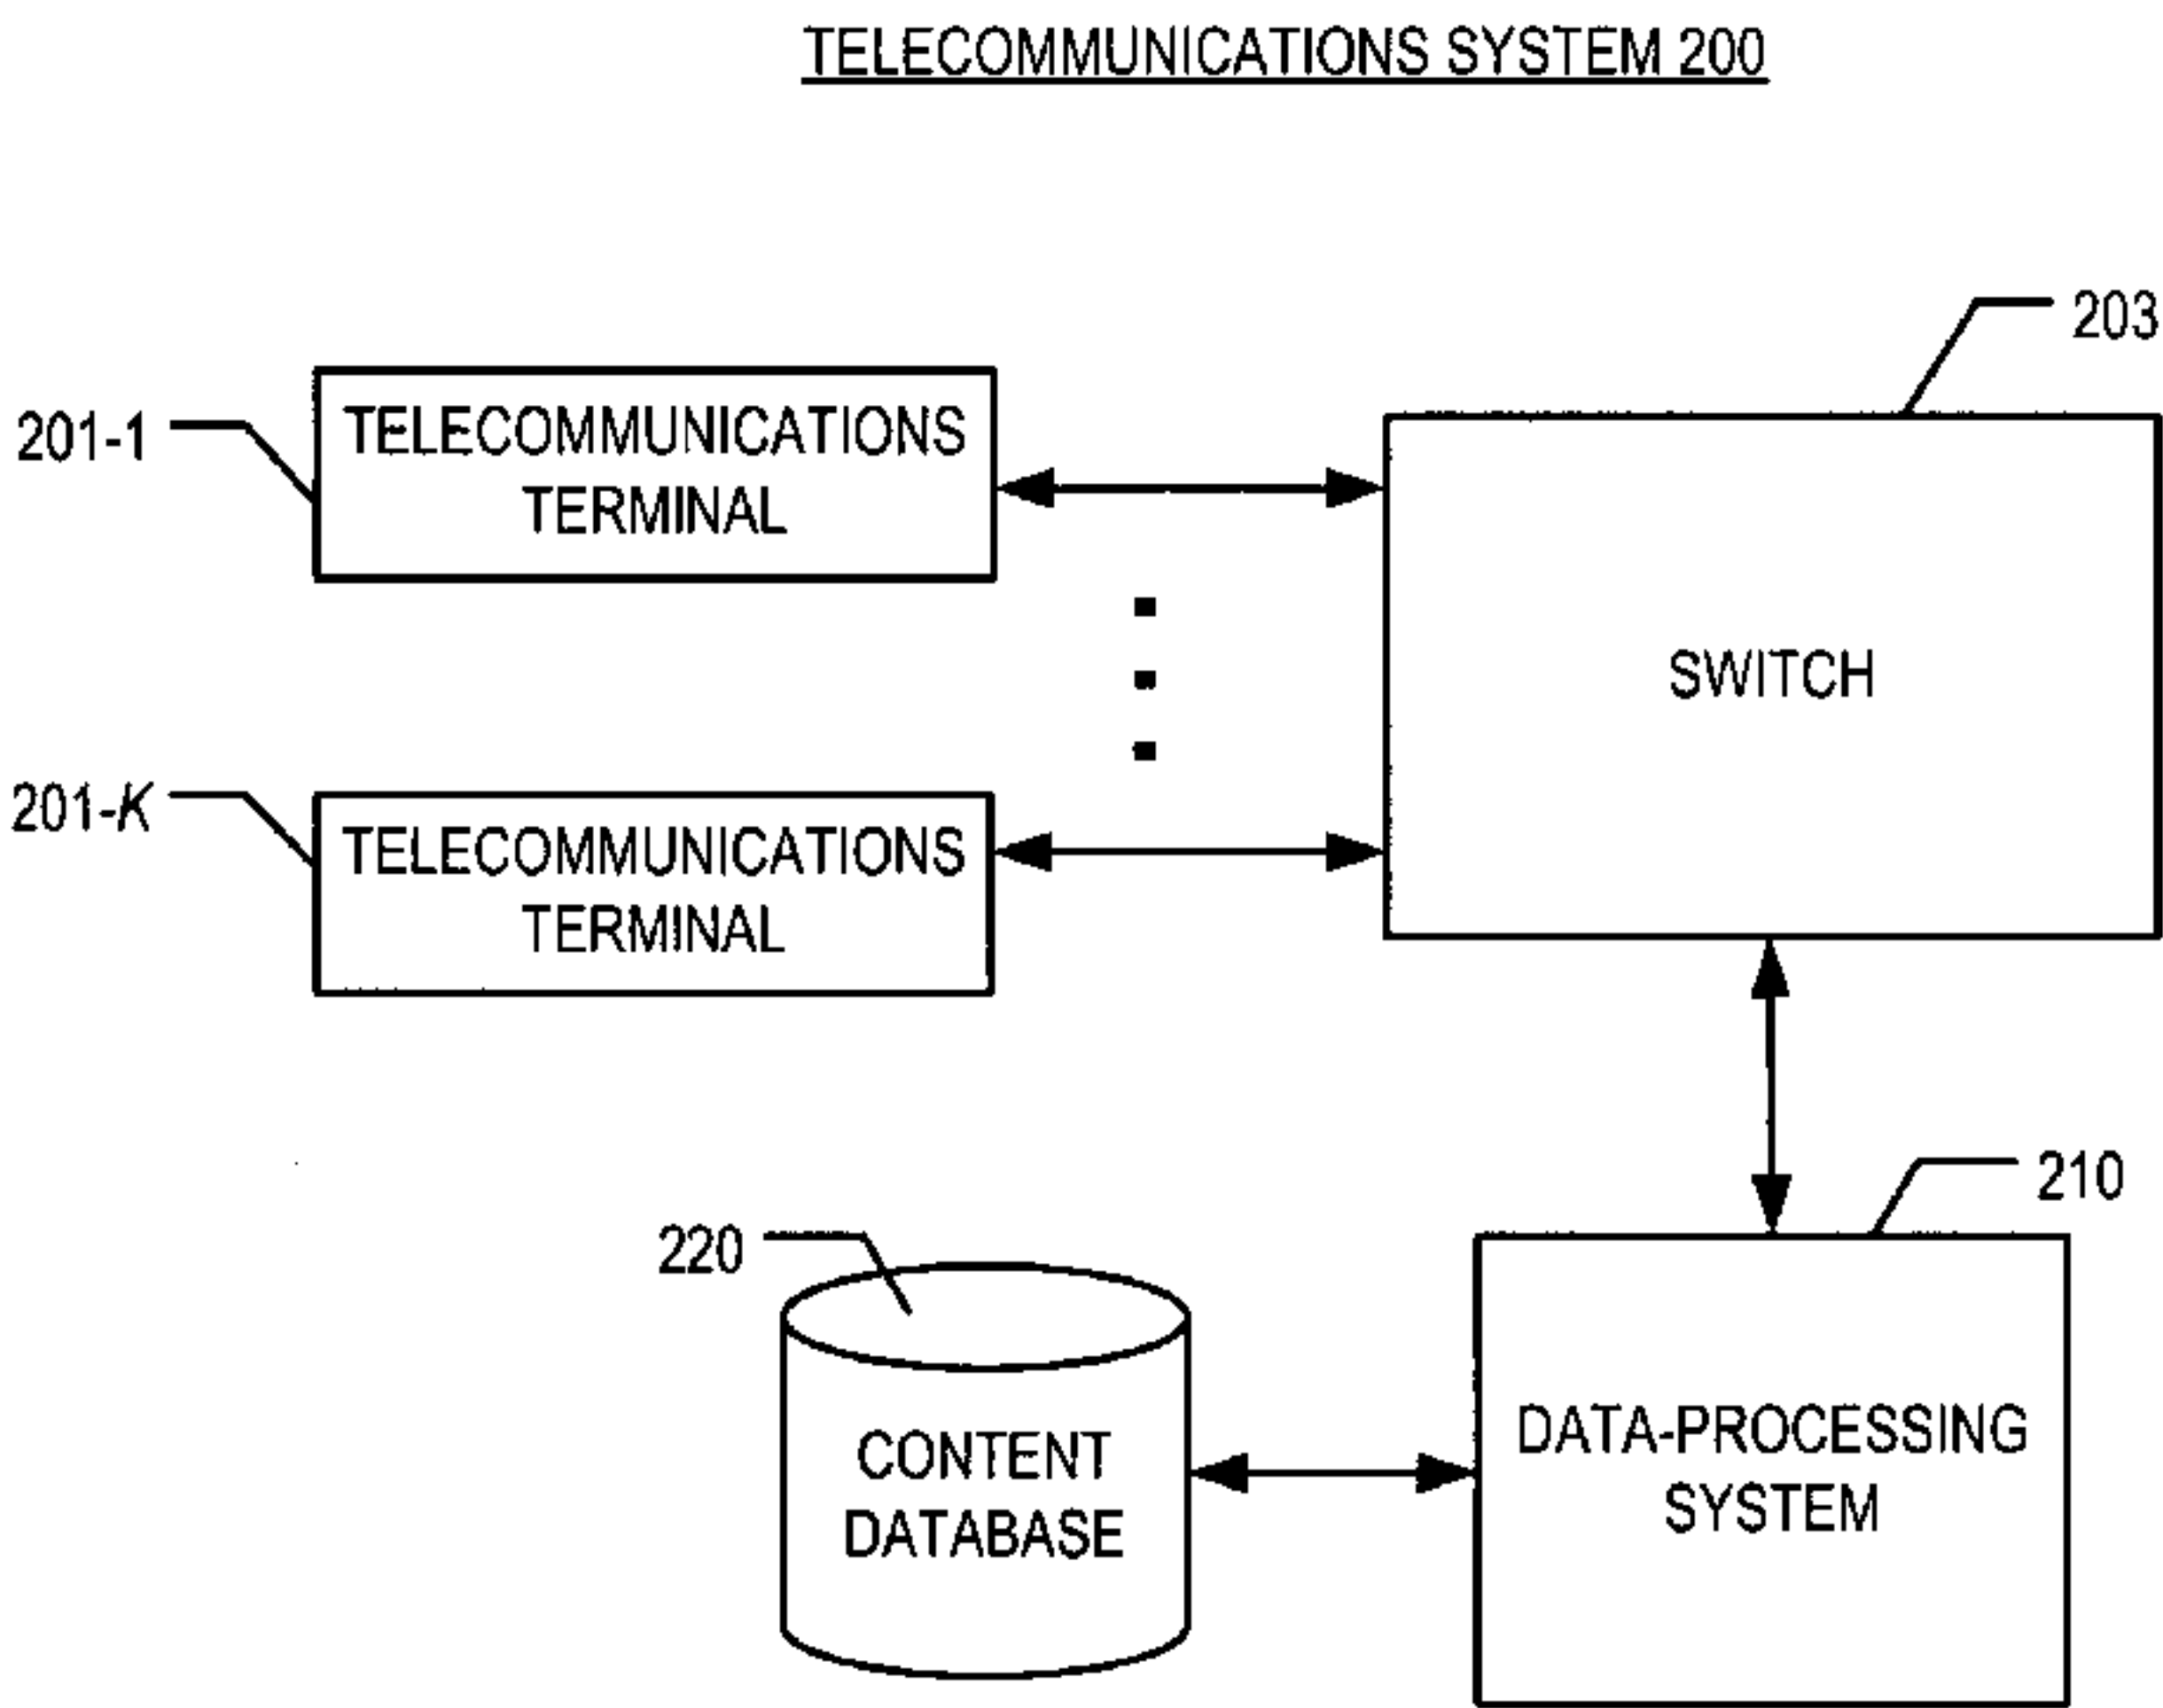 TELECOMMUNICATIONS SYSTEM 200
203
201-1
TELECOMMUNICATIONS
TERMINAL
SWITCH
201-K
TELECOMMUNICATIONS
TERMINAL
210
220
CONTENT
DATABASE
DATA-PROCESSING
SYSTEM